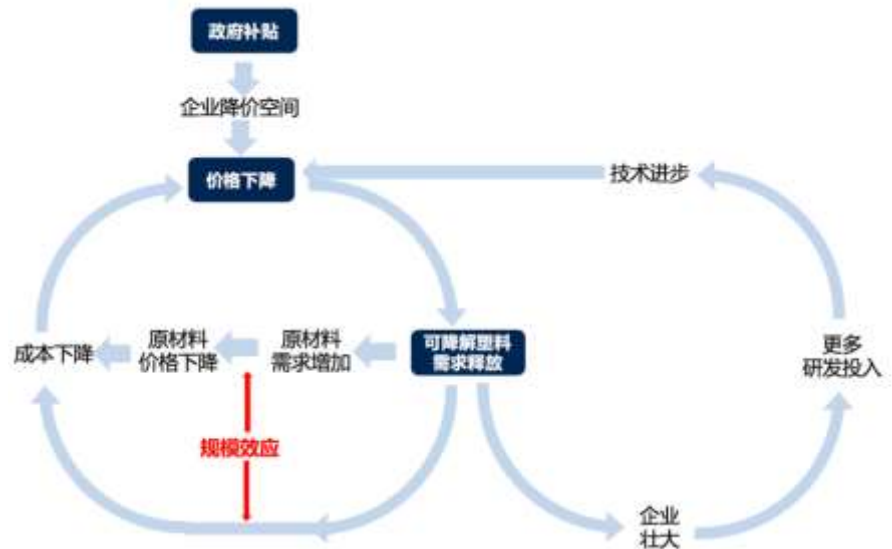 政府补贴
企业降价空间
价格下降
技术进步
成本下降
原材料
价格下降
原材料
需求增加
可降解塑料
需求释放
更多
研发投入
规模效应
企业
壮大